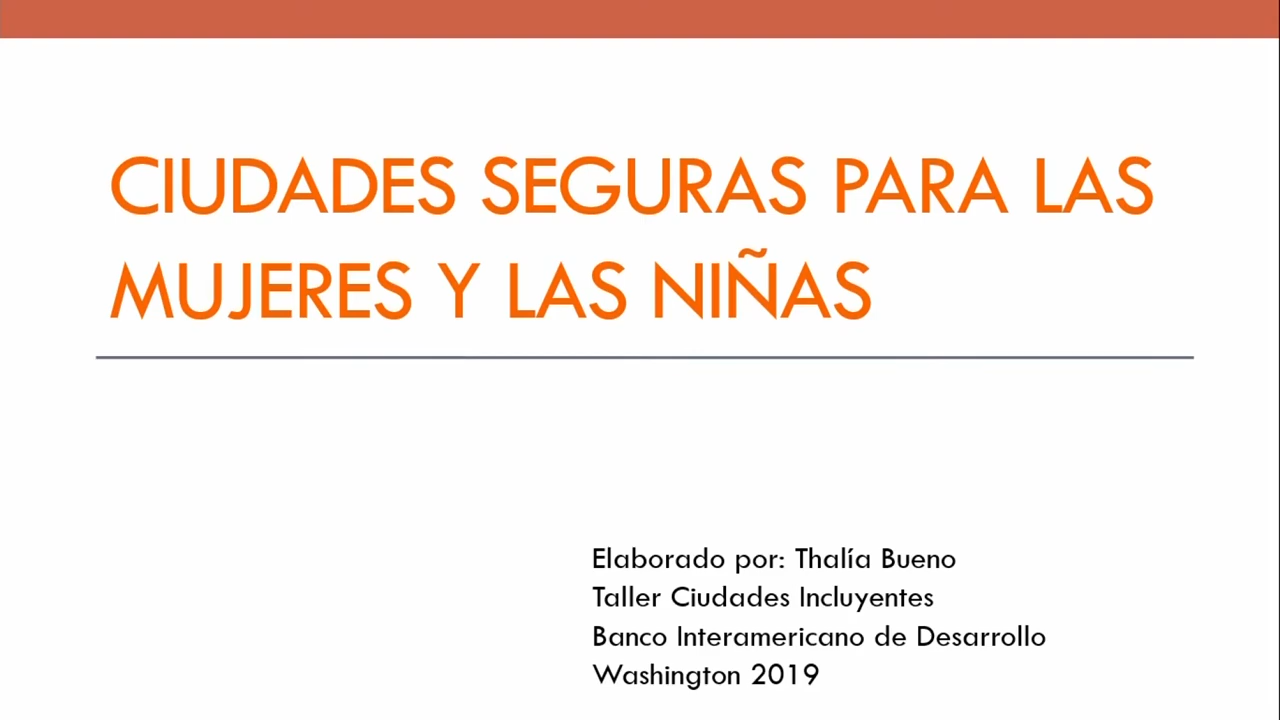 CIUDADES SEGURAS PARA LAS
MUJERES Y LAS NIÑAS
Elaborado por: Thalía Bueno
Taller Ciudades Incluyentes
Banco Interamericano de Desarrollo
Washington 2019